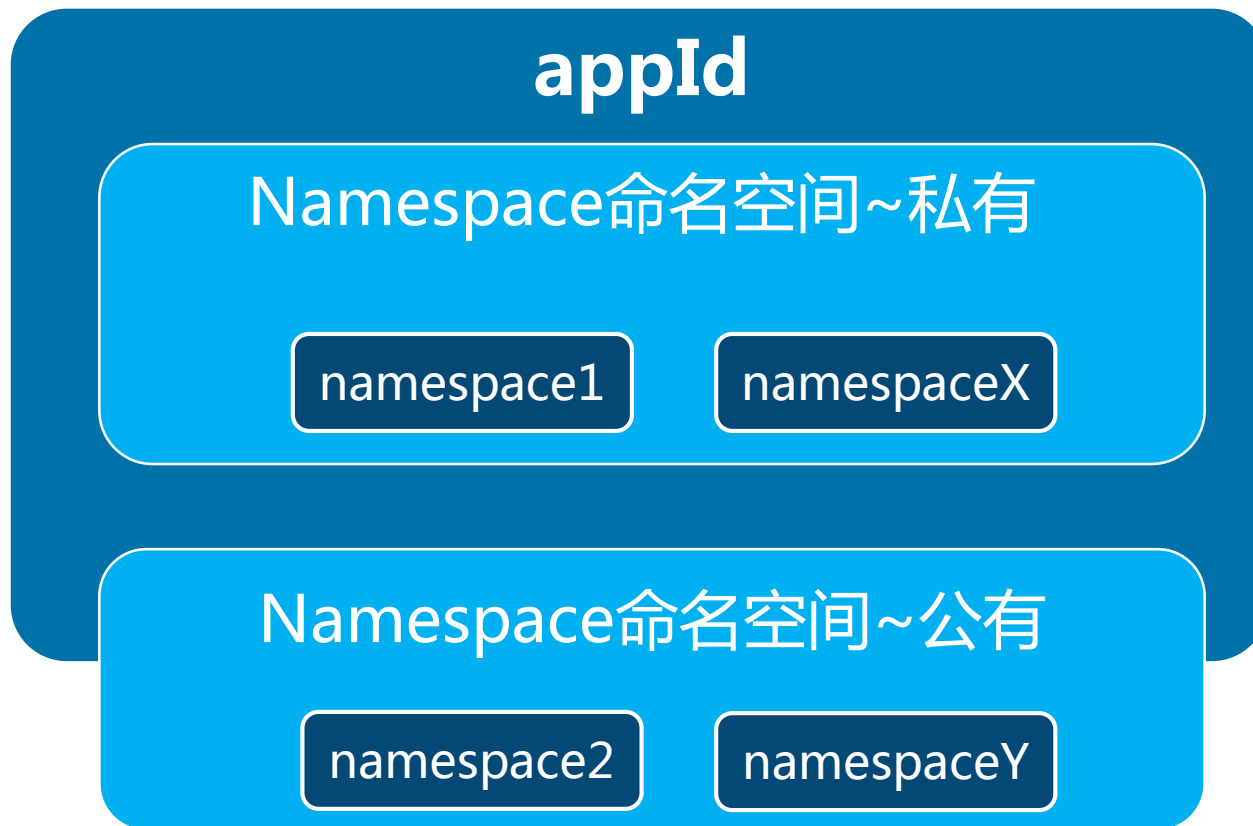 appId
Namespace命名空间~私有
namespace1
namespaceX
Namespace命名空间~公有
namespace2
namespaceY